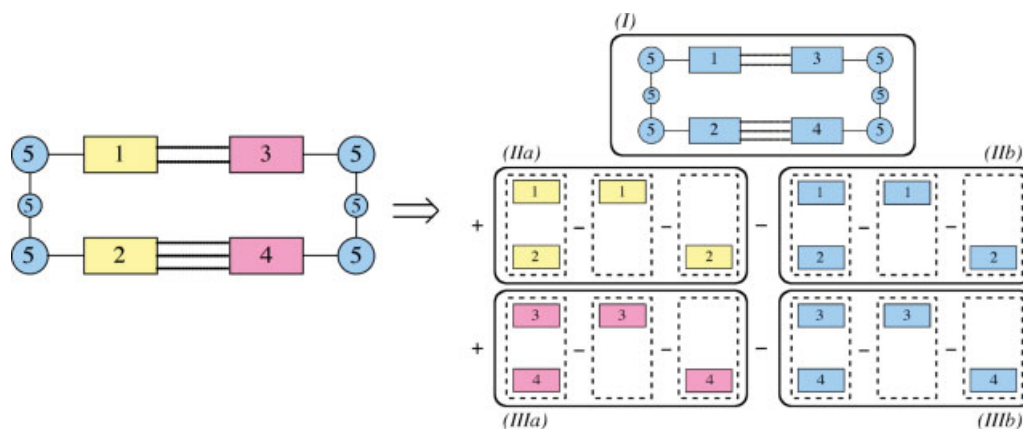 (I)
5 1 3 5
5 5
5 2 4 5
5 1 3 5
5 5
5 2 4 5
(IIa) (IIb)
+ 1 – 1 – 2 – 1 – 1 – 2
2 2
+ 3 – 3 – 4 – 3 – 3 – 4
4 4
(IIIa) (IIIb)